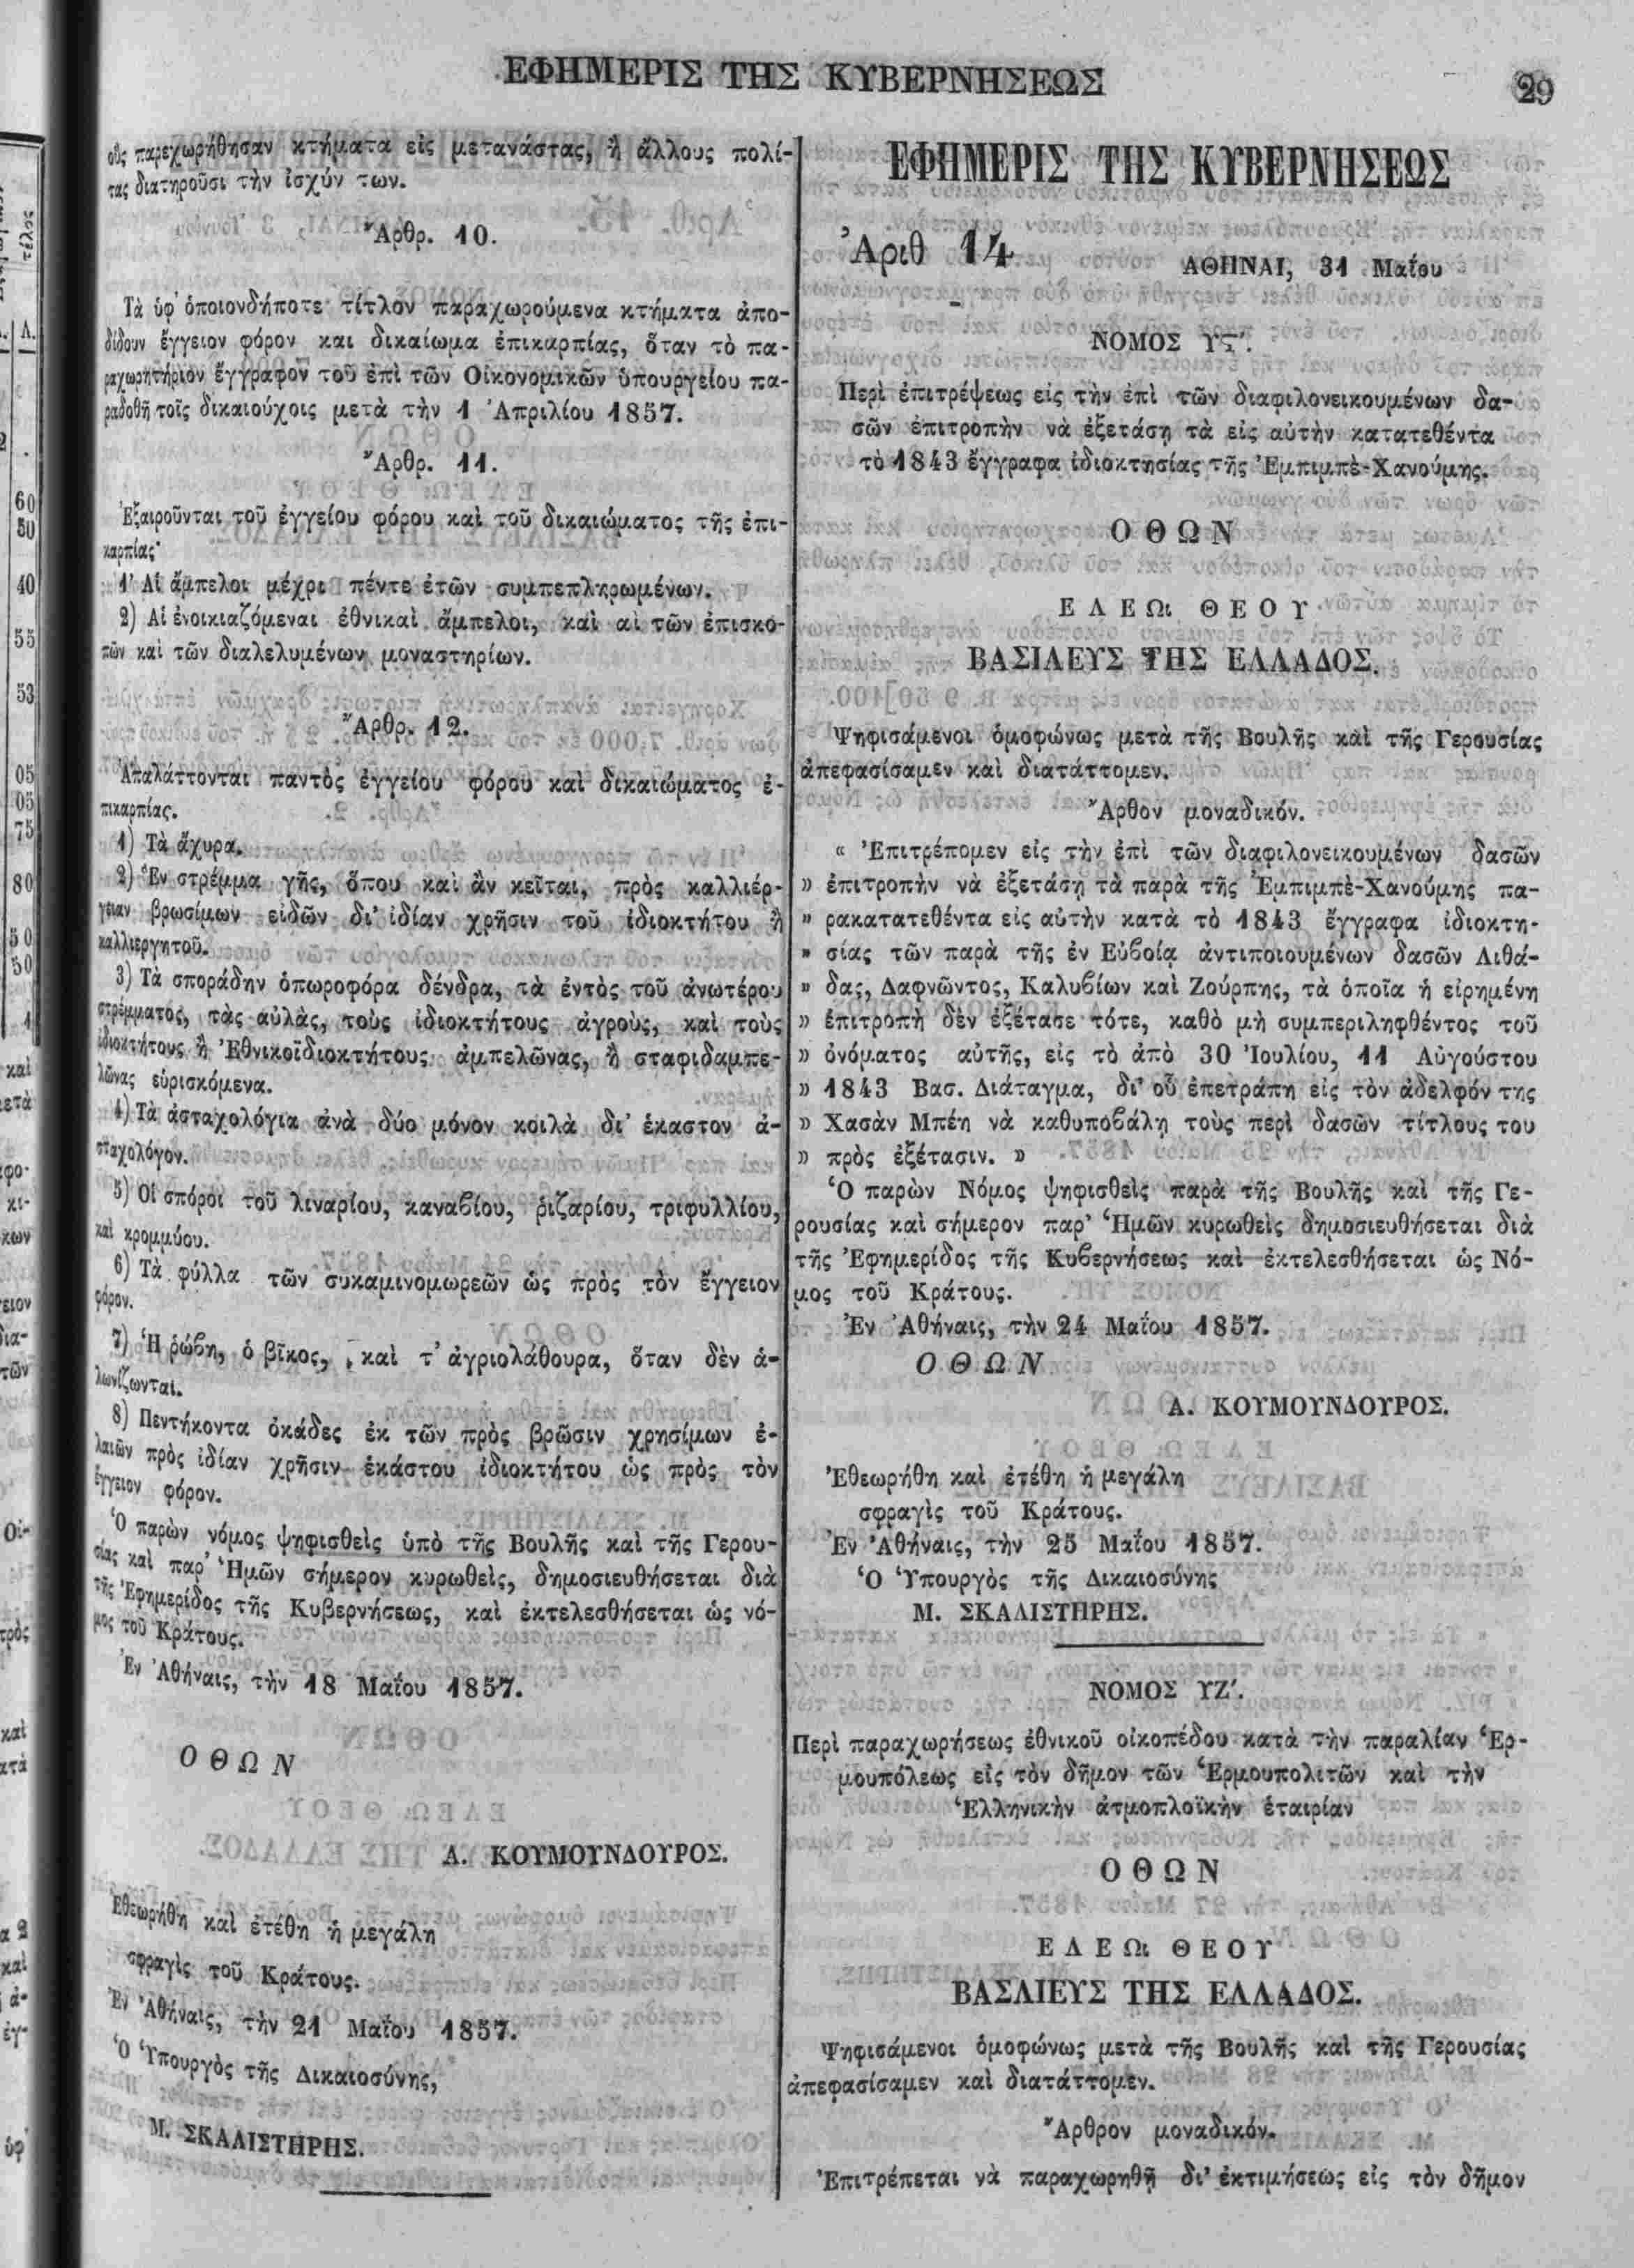 ΕΦΗΜΕΡΙΣ ΤΗΣ ΚΥΒΕΡΝΗΣΕΩΣ
29
οὓς παρεχωρήθησαν κτήματα εἰς μετανάστας, ἢ ἄλλους πολί-
τας διατηροῦσι τὴν ἰσχύν των.
Ἄρθρ. 10.
Τὰ ὑφ' ὁποιονδήποτε τίτλον παραχωρούμενα κτήματα ἀπο-
δίδουν ἔγγειον φόρον και δικαίωμα ἐπικαρπίας, ὅταν τὸ πα-
ραχωρητήριον ἔγγραφον τοῦ ἐπὶ τῶν Οἰκονομικῶν ὑπουργείου πα-
ραδοθῆ τοῖς δικαιούχοις μετὰ τὴν 1 Ἀπριλίου 1857.
Ἄρθρ. 11.
Ἐξαιροῦνται τοῦ ἐγγείου φόρου καὶ τοῦ δικαιώματος τῆς ἐπι-
καρπίας·
1' Αἱ ἄμπελοι μέχρι πέντε ἐτῶν συμπεπληρωμένων.
2) Αἱ ἐνοικιαζόμεναι ἐθνικαὶ ἄμπελοι, καὶ αἱ τῶν ἐπισκο-
πῶν καὶ τῶν διαλελυμένων μοναστηρίων.
Ἄρθρ. 12.
Ἀπαλάττονται παντὸς ἐγγείου φόρου καὶ δικαιώματος ἐ-
πικαρπίας.
1) Τὰ ἄχυρα.
2) Ἓν στρέμμα γῆς, ὅπου καὶ ἂν κεῖται, πρὸς καλλιέρ-
γειαν βρωσίμων εἰδῶν δι' ἰδίαν χρῆσιν τοῦ ἰδιοκτήτου ἢ
καλλιεργητοῦ.
3) Τὰ σποράδην ὀπωροφόρα δένδρα, τὰ ἐντὸς τοῦ ἀνωτέρου
στρέμματος, τὰς αὐλὰς, τοὺς ἰδιοκτήτους ἀγροὺς, καὶ τοὺς
ἰδιοκτήτους ἢ Ἐθνικοϊδιοκτήτους ἀμπελῶνας, ἢ σταφιδαμπε-
λῶνας εὑρισκόμενα.
4) Τὰ ἀσταχολόγια ἀνὰ δύο μόνον κοιλὰ δι' ἕκαστον ἀ-
σταχολόγον.
5) Οἱ σπόροι τοῦ λιναρίου, καναβίου, ῥιζαρίου, τριφυλλίου,
καὶ κρομμύου.
6) Τὰ φύλλα τῶν συκαμινομωρεῶν ὡς πρὸς τὸν ἔγγειον
φόρον.
7) Ἡ ῥώβη, ὁ βῖκος, καὶ τ' ἀγριολάθουρα, ὅταν δὲν ἁ-
λωνίζωνται.
8) Πεντήκοντα ὀκάδες ἐκ τῶν πρὸς βρῶσιν χρησίμων ἐ-
λαιῶν πρὸς ἰδίαν χρῆσιν ἑκάστου ἰδιοκτήτου ὡς πρὸς τὸν
ἔγγειον φόρον.
Ὁ παρὼν νόμος ψηφισθεὶς ὑπὸ τῆς Βουλῆς καὶ τῆς Γερου-
σίας καὶ παρ' Ἡμῶν σήμερον κυρωθεὶς, δημοσιευθήσεται διὰ
τῆς Ἐφημερίδος τῆς Κυβερνήσεως, καὶ ἐκτελεσθήσεται ὡς νό-
μος τοῦ Κράτους.
Ἐν Ἀθήναις, τὴν 18 Μαΐου 1857.
ΟΘΩΝ
Α. ΚΟΥΜΟΥΝΔΟΥΡΟΣ.
Ἐθεωρήθη καὶ ἐτέθη ἡ μεγάλη
σφραγὶς τοῦ Κράτους.
Ἐν Ἀθήναις, τὴν 21 Μαΐου 1857.
Ὁ Ὑπουργὸς τῆς Δικαιοσύνης,
Μ. ΣΚΑΛΙΣΤΗΡΗΣ.
ΕΦΗΜΕΡΙΣ ΤΗΣ ΚΥΒΕΡΝΗΣΕΩΣ
Ἀριθ 14
ΑΘΗΝΑΙ, 31 Μαΐου
ΝΟΜΟΣ ΥϚ'.
Περὶ ἐπιτρέψεως εἰς τὴν ἐπὶ τῶν διαφιλονεικουμένων δα-
σῶν ἐπιτροπὴν νὰ ἐξετάσῃ τὰ εἰς αὐτὴν κατατεθέντα
τὸ 1843 ἔγγραφα ἰδιοκτησίας τῆς Ἐμπιμπὲ-Χανούμης.
ΟΘΩΝ
ΕΛΕΩι ΘΕΟΥ
ΒΑΣΙΛΕΥΣ ΤΗΣ ΕΛΛΑΔΟΣ.
Ψηφισάμενοι ὁμοφώνως μετὰ τῆς Βουλῆς καὶ τῆς Γερουσίας
ἀπεφασίσαμεν καὶ διατάττομεν.
Ἄρθον μοναδικόν.
« Ἐπιτρέπομεν εἰς τὴν ἐπὶ τῶν διαφιλονεικουμένων δασῶν
» ἐπιτροπὴν νὰ ἐξετάσῃ τὰ παρὰ τῆς Ἐμπιμπὲ-Χανούμης πα-
» ρακατατεθέντα εἰς αὐτὴν κατὰ τὸ 1843 ἔγγραφα ἰδιοκτη-
» σίας τῶν παρὰ τῆς ἐν Εὐβοίᾳ ἀντιποιουμένων δασῶν Λιθά-
» δας, Δαφνῶντος, Καλυβίων καὶ Ζούρπης, τὰ ὁποῖα ἡ εἰρημένη
» ἐπιτροπὴ δὲν ἐξέτασε τότε, καθὸ μὴ συμπεριληφθέντος τοῦ
» ὀνόματος αὐτῆς, εἰς τὸ ἀπὸ 30 Ἰουλίου, 11 Αὐγούστου
» 1843 Βασ. Διάταγμα, δι' οὗ ἐπετράπη εἰς τὸν ἀδελφόν της
» Χασὰν Μπέη νὰ καθυποβάλῃ τοὺς περὶ δασῶν τίτλους του
» πρὸς ἐξέτασιν. »
Ὁ παρὼν Νόμος ψηφισθεὶς παρὰ τῆς Βουλῆς καὶ τῆς Γε-
ρουσίας καὶ σήμερον παρ' Ἡμῶν κυρωθεὶς δημοσιευθήσεται διὰ
τῆς Ἐφημερίδος τῆς Κυβερνήσεως καὶ ἐκτελεσθήσεται ὡς Νό-
μος τοῦ Κράτους.
Ἐν Ἀθήναις, τὴν 24 Μαΐου 1857.
ΟΘΩΝ
Α. ΚΟΥΜΟΥΝΔΟΥΡΟΣ.
Ἐθεωρήθη καὶ ἐτέθη ἡ μεγάλη
σφραγὶς τοῦ Κράτους.
Ἐν Ἀθήναις, τὴν 25 Μαΐου 1857.
Ὁ Ὑπουργὸς τῆς Δικαιοσύνης
Μ. ΣΚΑΛΙΣΤΗΡΗΣ.
ΝΟΜΟΣ ΥΖ'.
Περὶ παραχωρήσεως ἐθνικοῦ οἰκοπέδου κατὰ τὴν παραλίαν Ἑρ-
μουπόλεως εἰς τὸν δῆμον τῶν Ἑρμουπολιτῶν καὶ τὴν
Ἑλληνικὴν ἀτμοπλοϊκὴν ἑταιρίαν
ΟΘΩΝ
ΕΛΕΩι ΘΕΟΥ
ΒΑΣΛΙΕΥΣ ΤΗΣ ΕΛΛΑΔΟΣ.
Ψηφισάμενοι ὁμοφώνως μετὰ τῆς Βουλῆς καὶ τῆς Γερουσίας
ἀπεφασίσαμεν καὶ διατάττομεν.
Ἄρθρον μοναδικόν.
Ἐπιτρέπεται νὰ παραχωρηθῇ δι' ἐκτιμήσεως εἰς τὸν δῆμον